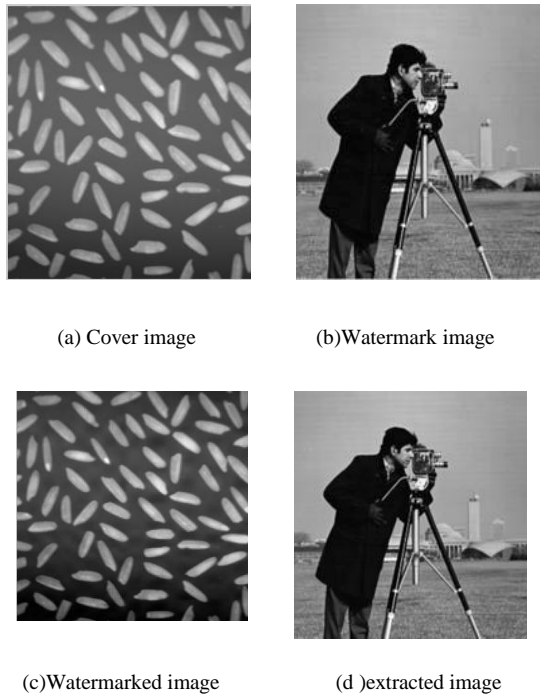 (a) Cover image
(b)Watermark image
(c)Watermarked image
(d )extracted image